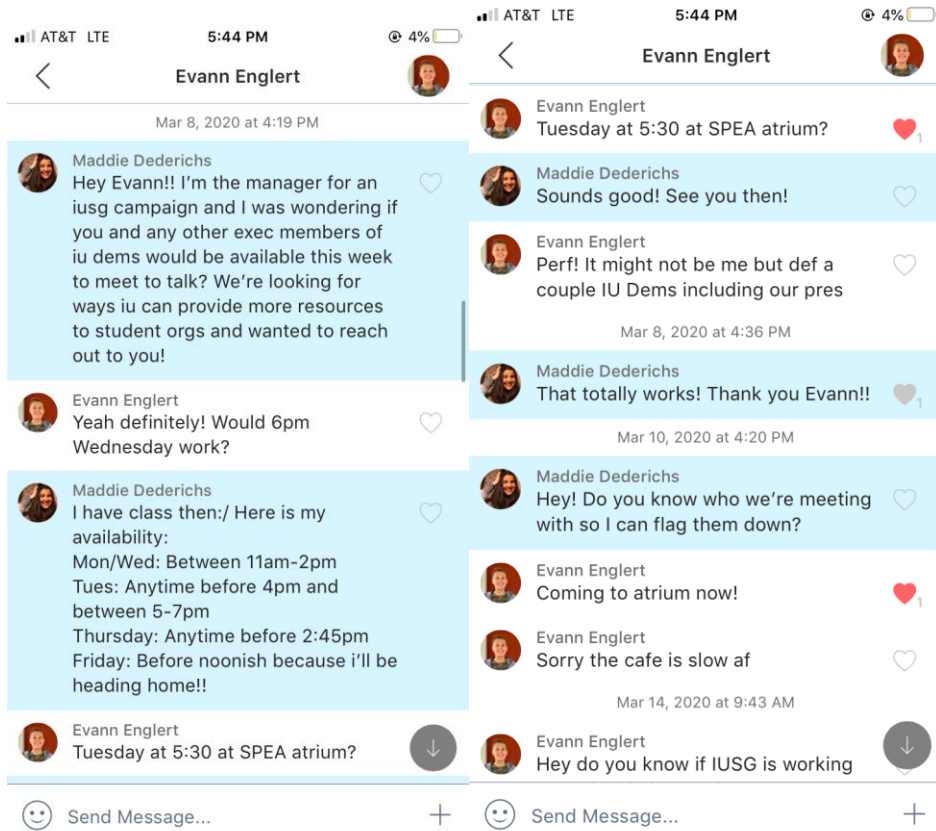 AT&T LTE 5:44 PM 4%
Evann Englert
Mar 8, 2020 at 4:19 PM
Maddie Dederichs
Hey Evann!! I'm the manager for an
iusg campaign and I was wondering if
you and any other exec members of
iu dems would be available this week
to meet to talk? We're looking for
ways iu can provide more resources
to student orgs and wanted to reach
out to you!
Evann Englert
Yeah definitely! Would 6pm
Wednesday work?
Maddie Dederichs
I have class then:/ Here is my
availability:
Mon/Wed: Between 11am-2pm
Tues: Anytime before 4pm and
between 5-7pm
Thursday: Anytime before 2:45pm
Friday: Before noonish because i'll be
heading home!!
Evann Englert
Tuesday at 5:30 at SPEA atrium?
Send Message...
AT&T LTE 5:44 PM 4%
Evann Englert
Evann Englert
Tuesday at 5:30 at SPEA atrium?
1
Maddie Dederichs
Sounds good! See you then!
Evann Englert
Perf! It might not be me but def a
couple IU Dems including our pres
Mar 8, 2020 at 4:36 PM
Maddie Dederichs
That totally works! Thank you Evann!!
1
Mar 10, 2020 at 4:20 PM
Maddie Dederichs
Hey! Do you know who we're meeting
with so I can flag them down?
Evann Englert
Coming to atrium now!
1
Evann Englert
Sorry the cafe is slow af
Mar 14, 2020 at 9:43 AM
Evann Englert
Hey do you know if IUSG is working
Send Message...